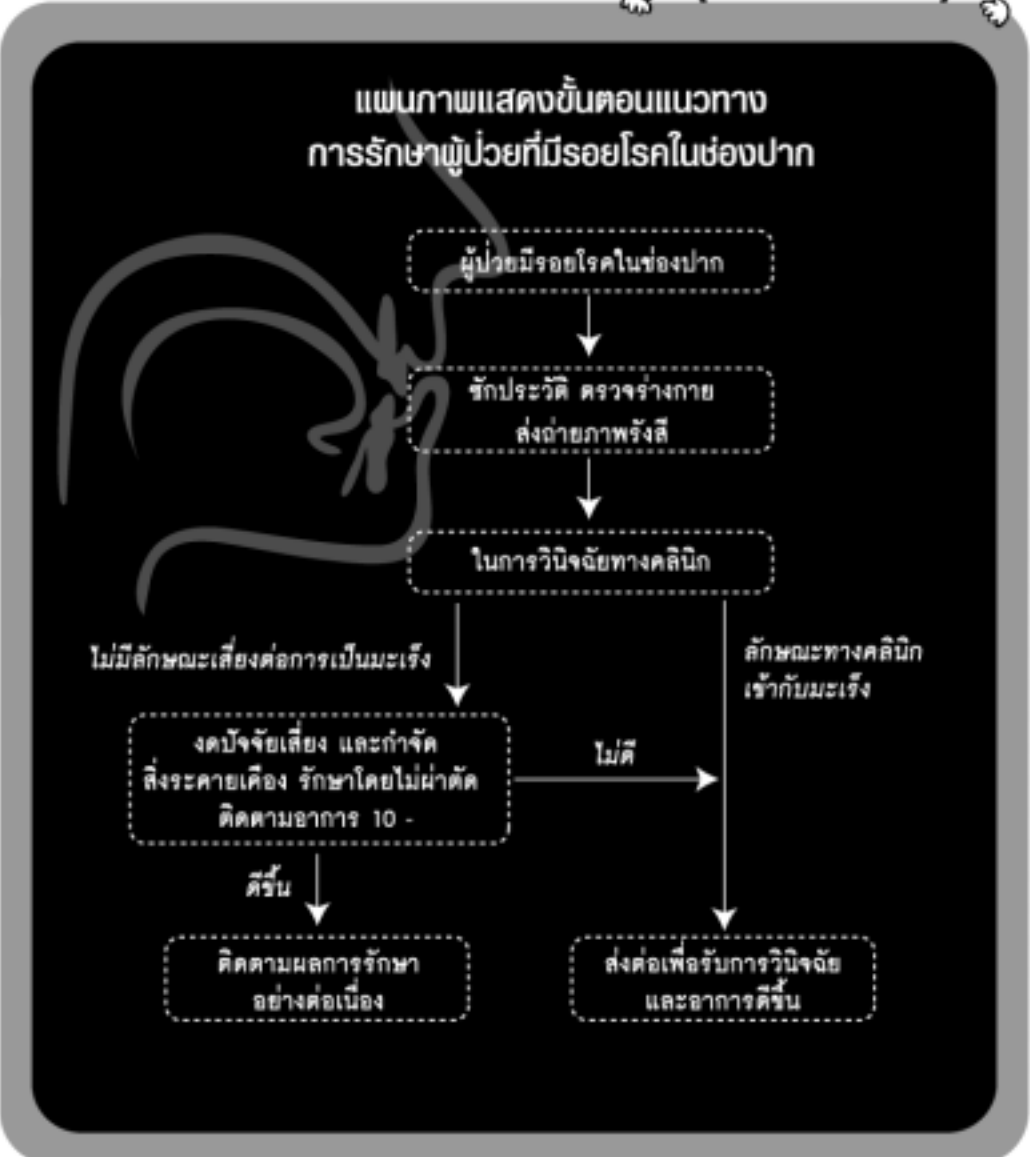 แผนภาพแสดงขั้นตอนแนวทาง
การรักษาผู้ป่วยที่มีรอยโรคในช่องปาก
ผู้ป่วยมีรอยโรคในช่องปาก
ซักประวัติ ตรวจร่างกาย
ส่งถ่ายภาพรังสี
ในการวินิจฉัยทางคลินิก
ไม่มีลักษณะเสี่ยงต่อการเป็นมะเร็ง
ลักษณะทางคลินิก
เข้ากับมะเร็ง
งดปัจจัยเสี่ยง และกำจัด
สิ่งระคายเคือง รักษาโดยไม่ผ่าตัด
ติดตามอาการ 10 -
ไม่ดี
ดีขึ้น
ติดตามผลการรักษา
อย่างต่อเนื่อง
ส่งต่อเพื่อรับการวินิจฉัย
และอาการดีขึ้น